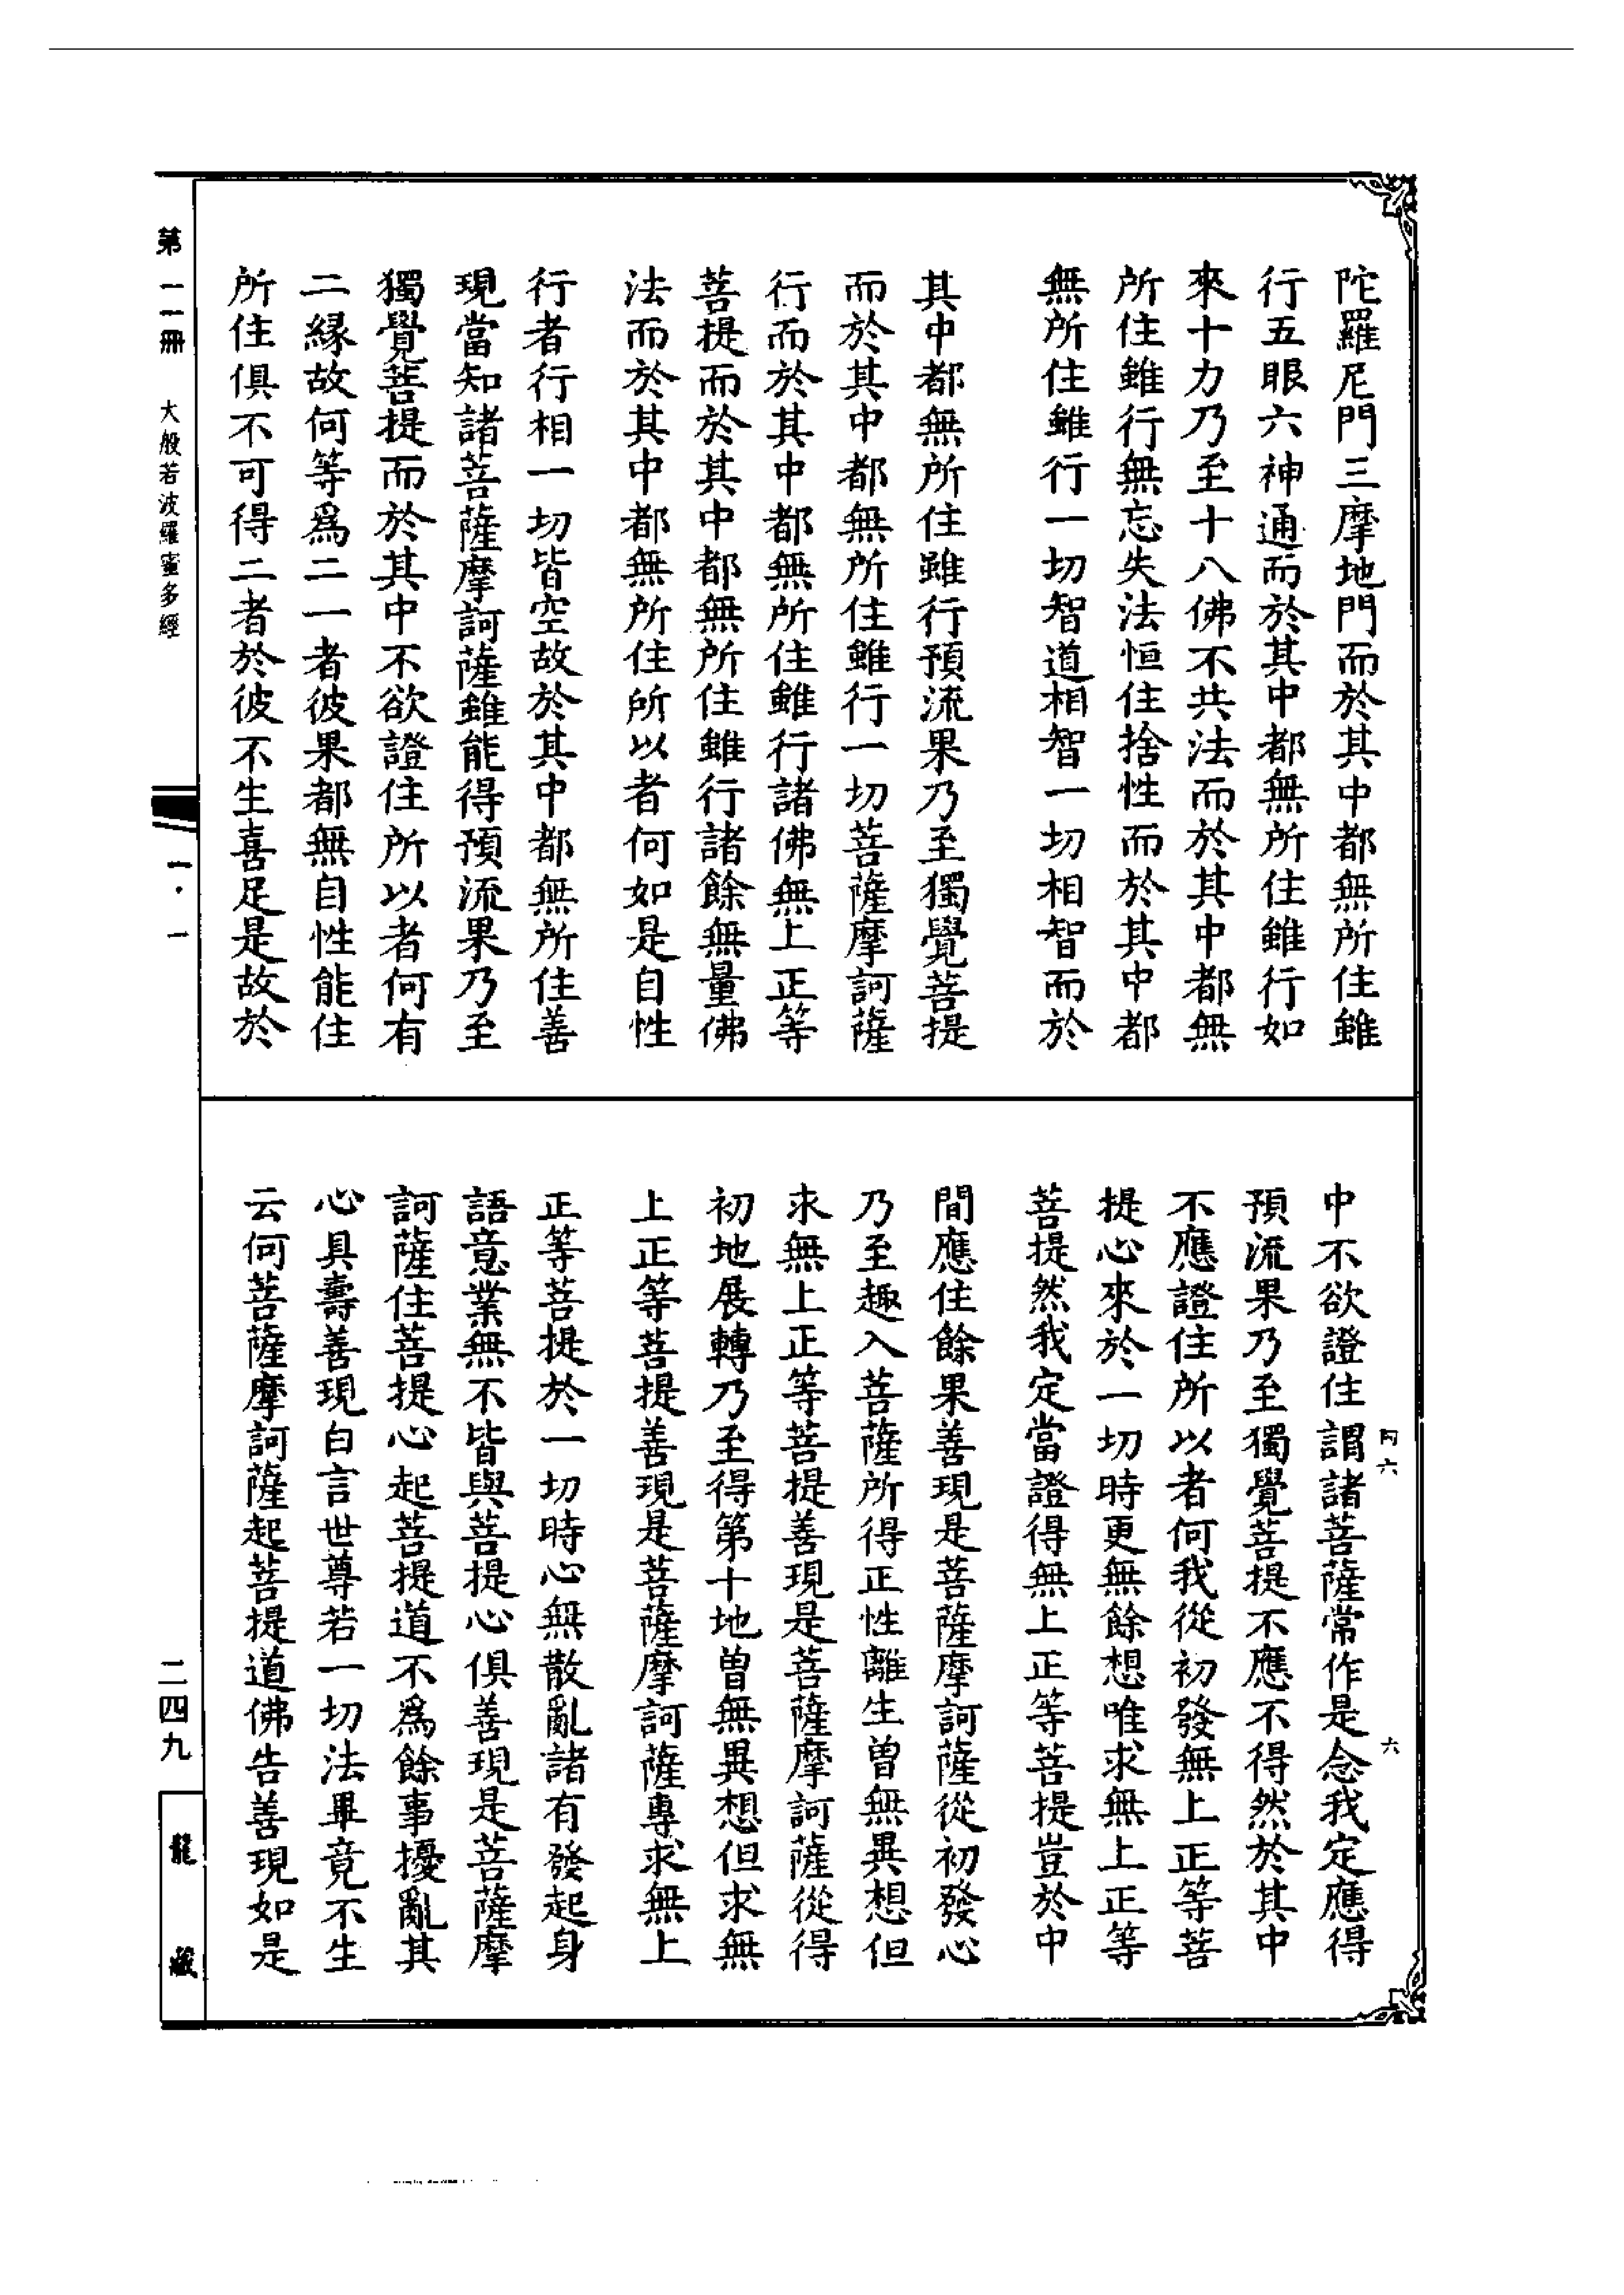 陀羅尼門三摩地門而於其中都無所住雖
行五眼六神通而於其中都無所住雖行如
來十力乃至十八佛不共法而於其中都無
所住雖行無忘失法恒住捨性而於其中都
無所住雖行一切智道相智一切相智而於
其中都無所住雖行預流果乃至獨覺菩提
而於其中都無所住雖行一切菩薩摩訶薩
行而於其中都無所住雖行諸佛無上正等
菩提而於其中都無所住雖行諸餘無量佛
法而於其中都無所住所以者何如是自性
行者行相一切皆空故於其中都無所住善
現當知諸菩薩摩訶薩雖能得預流果乃至
獨覺菩提而於其中不欲證住所以者何有
二緣故何等爲二一者彼果都無自性能住
所住俱不可得二者於彼不生喜足是故於
中不欲證住謂諸菩薩常作是念我定應得
預流果乃至獨覺菩提不應不得然於其中
不應證住所以者何我從初發無上正等菩
提心來於一切時更無餘想唯求無上正等
菩提然我定當證得無上正等菩提豈於中
間應住餘果善現是菩薩摩訶薩從初發心
乃至趣入菩薩所得正性離生曾無異想但
求無上正等菩提善現是菩薩摩訶薩從得
初地展轉乃至得第十地曾無異想但求無
上正等菩提善現是菩薩摩訶薩專求無上
正等菩提於一切時心無散亂諸有發起身
語意業無不皆與菩提心俱善現是菩薩摩
訶薩住菩提心起菩提道不爲餘事擾亂其
心具壽善現白言世尊若一切法畢竟不生
云何菩薩摩訶薩起菩提道佛告善現如是
六
第一一冊 大般若波羅蜜多經
一·一
二四九
龍藏